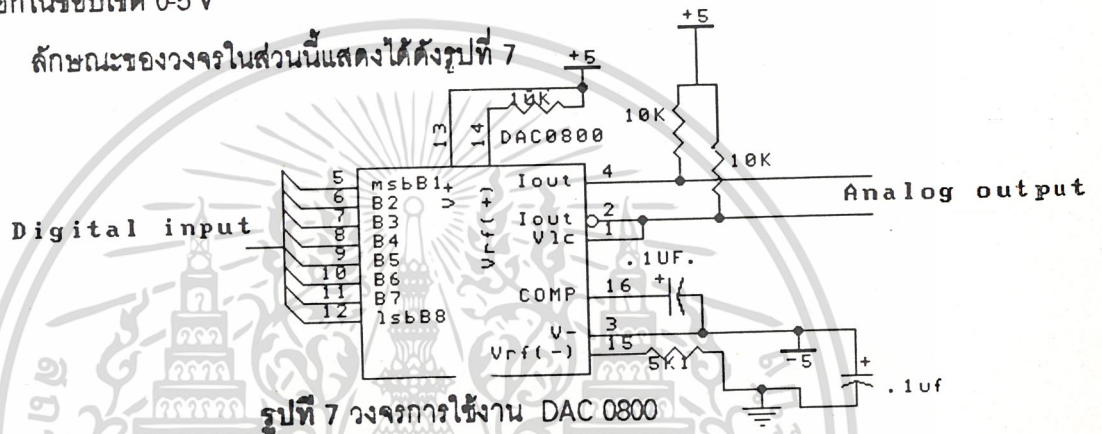 ลักษณะของวงจรในส่วนนี้แสดงได้ดังรูปที่ 7
+5
+5
10K
13
14
DAC0800
10K
10K
5
6
7
8
9
10
11
12
msbB1
B2
B3
B4
B5
B6
B7
lsbB8
V+
Vrf(+)
Iout
Iout
Vlc
COMP
V-
Vrf(-)
4
2
1
16
3
15
Digital input
Analog output
.1UF.
+
5K1
-5
+
.1uf
รูปที่ 7 วงจรการใช้งาน DAC 0800